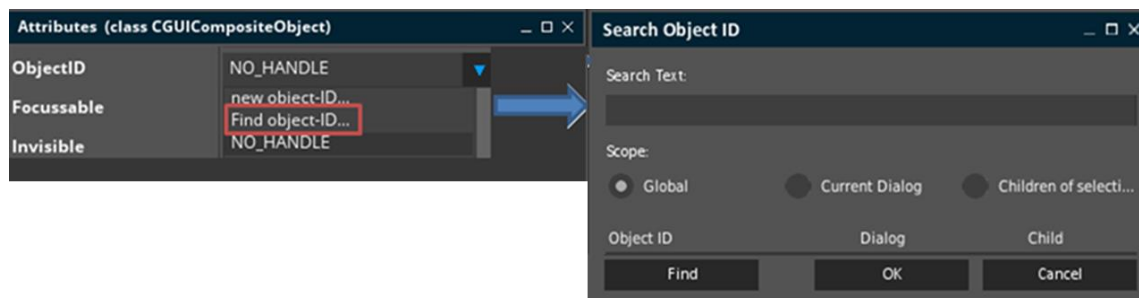 Attributes (class CGUICompositeObject)
ObjectID NO_HANDLE
new object-ID...
Focussable
Find object-ID...
Invisible NO_HANDLE
Search Object ID
Search Text:
Scope:
Global Current Dialog Children of selecti...
Object ID Dialog Child
Find OK Cancel